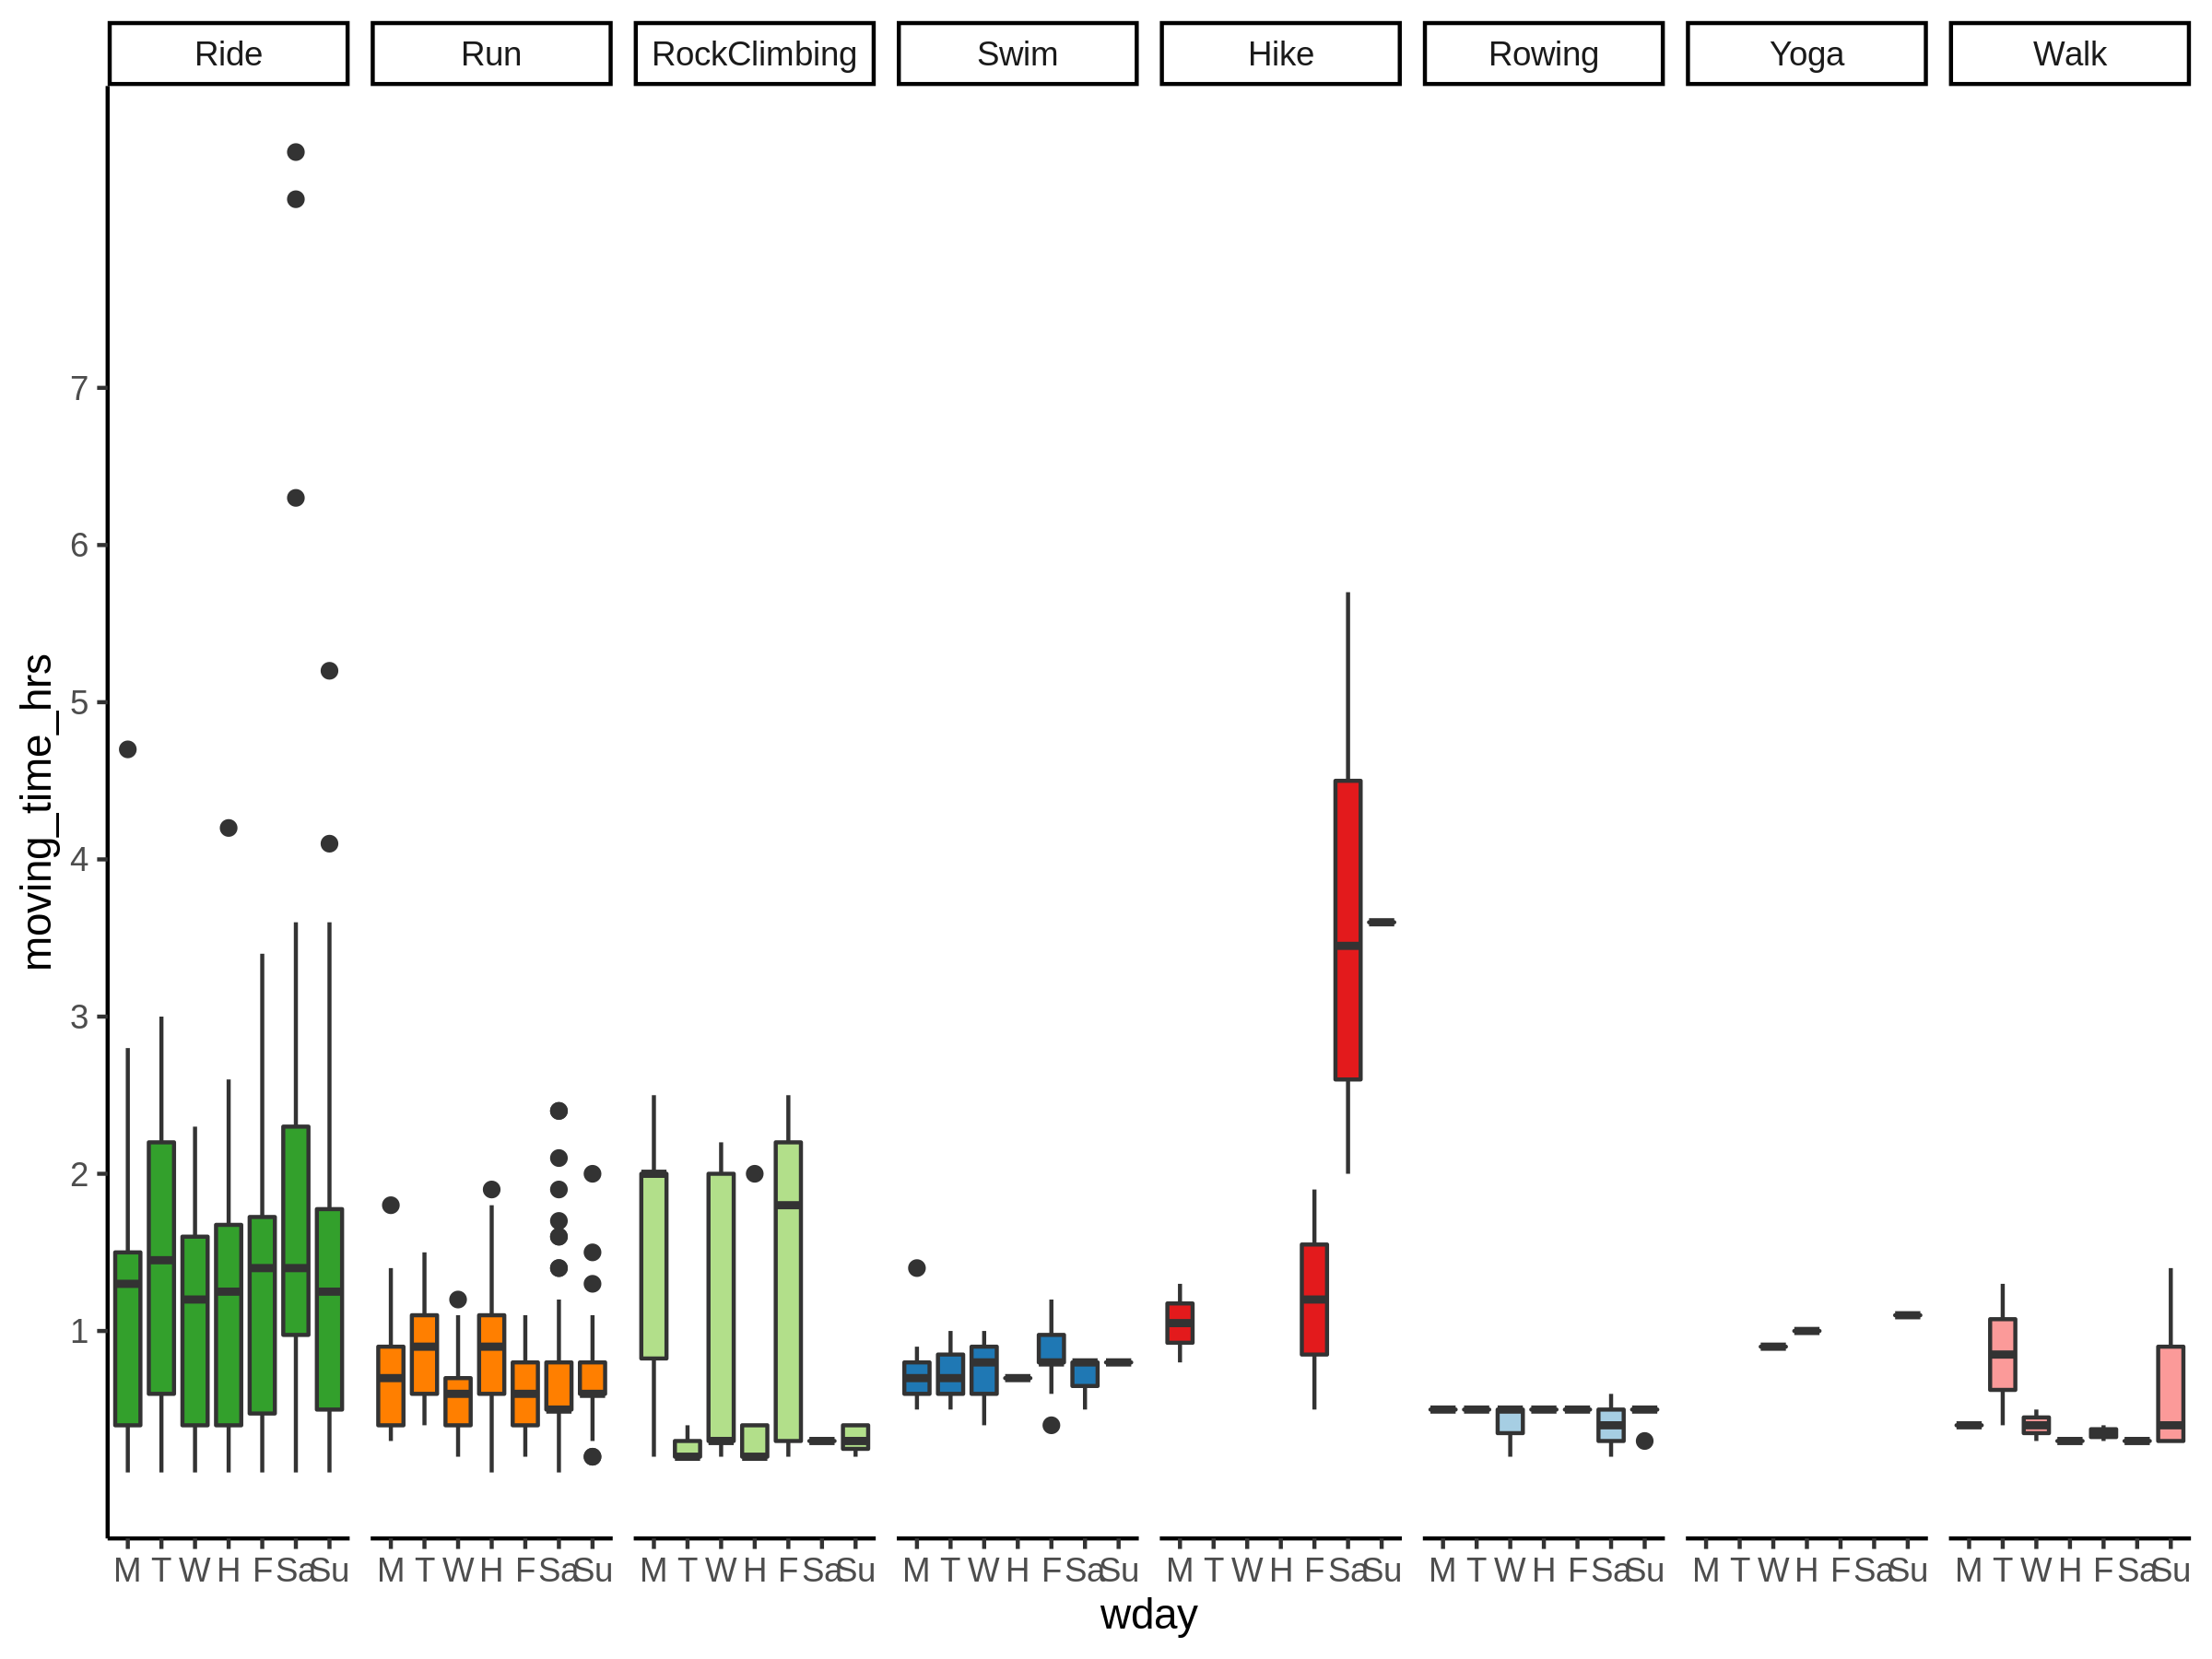 Ride Run RockClimbing Swim Hike Rowing Yoga Walk
7
6
5
4
3
2
1
moving_time_hrs
M T W H F Sa Su M T W H F Sa Su M T W H F Sa Su M T W H F Sa Su M T W H F Sa Su M T W H F Sa Su M T W H F Sa Su M T W H F Sa Su
wday